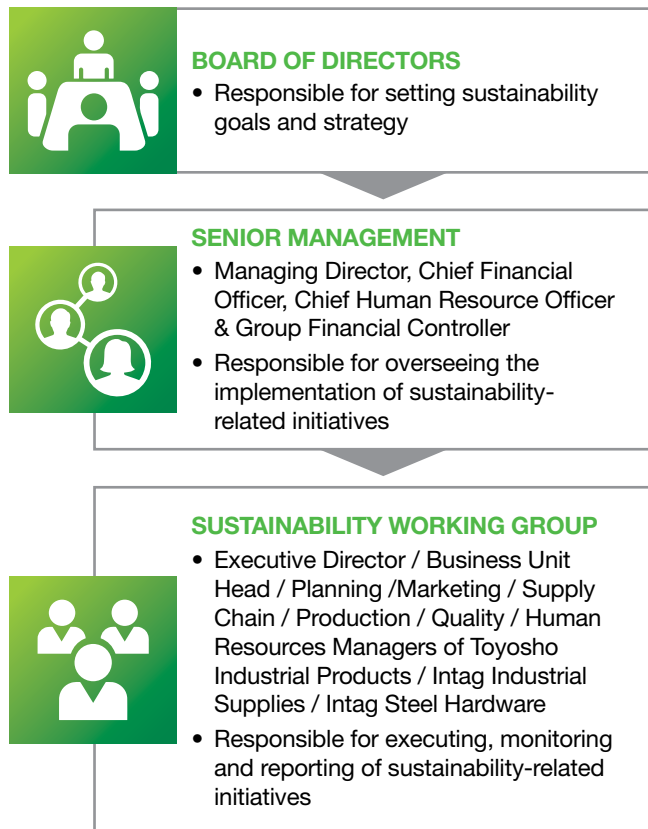 BOARD OF DIRECTORS
• Responsible for setting sustainability
goals and strategy
SENIOR MANAGEMENT
• Managing Director, Chief Financial
Officer, Chief Human Resource Officer
& Group Financial Controller
• Responsible for overseeing the
implementation of sustainability-
related initiatives
SUSTAINABILITY WORKING GROUP
• Executive Director / Business Unit
Head / Planning /Marketing / Supply
Chain / Production / Quality / Human
Resources Managers of Toyosho
Industrial Products / Intag Industrial
Supplies / Intag Steel Hardware
• Responsible for executing, monitoring
and reporting of sustainability-related
initiatives